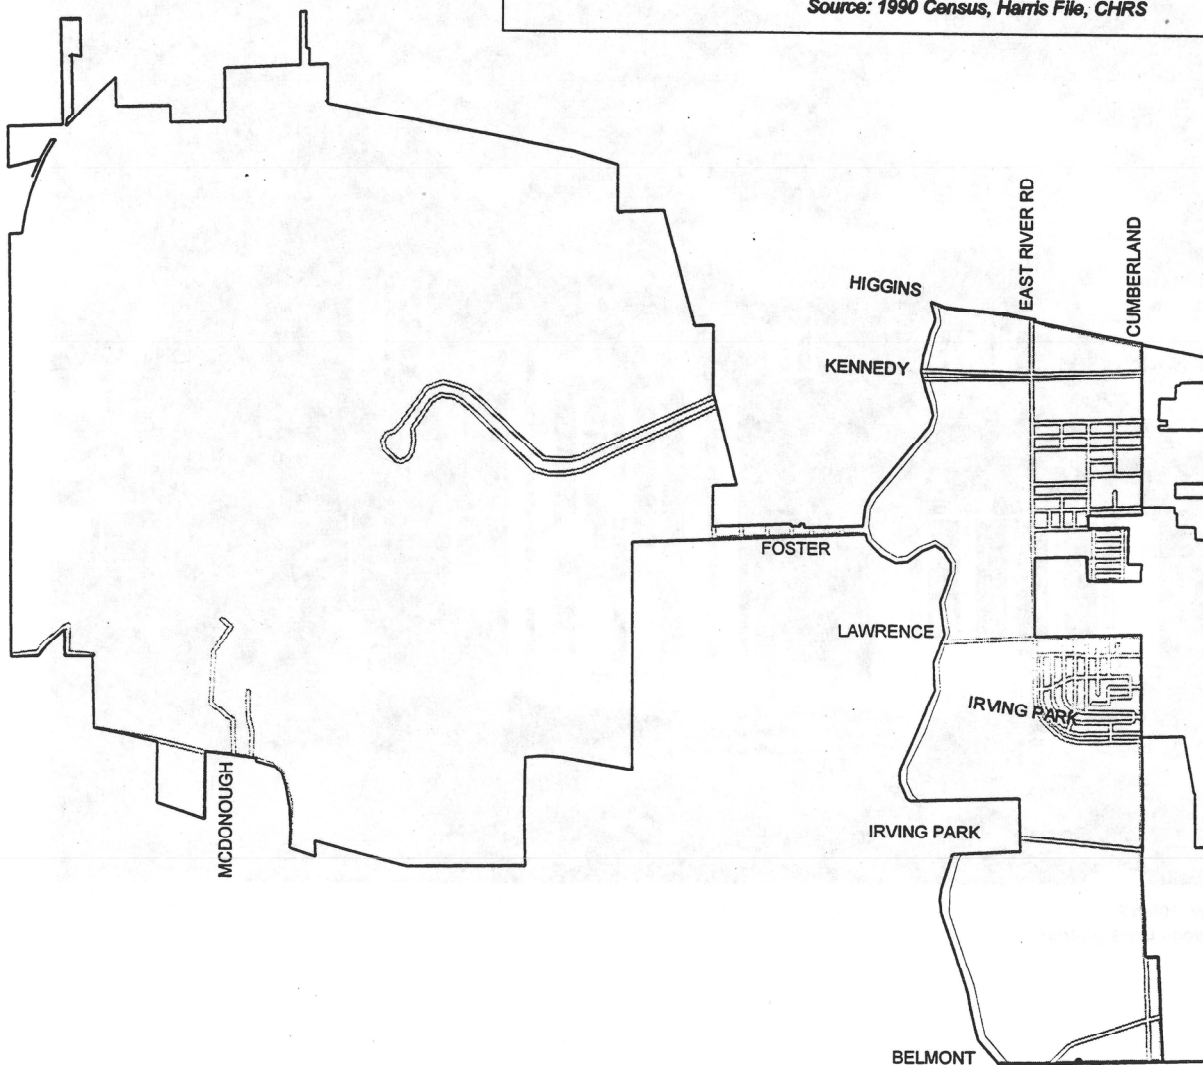 Source: 1990 Census, Harris File, CHRS
EAST RIVER RD
CUMBERLAND
HIGGINS
KENNEDY
FOSTER
LAWRENCE
IRVING PARK
MCDONOUGH
IRVING PARK
BELMONT